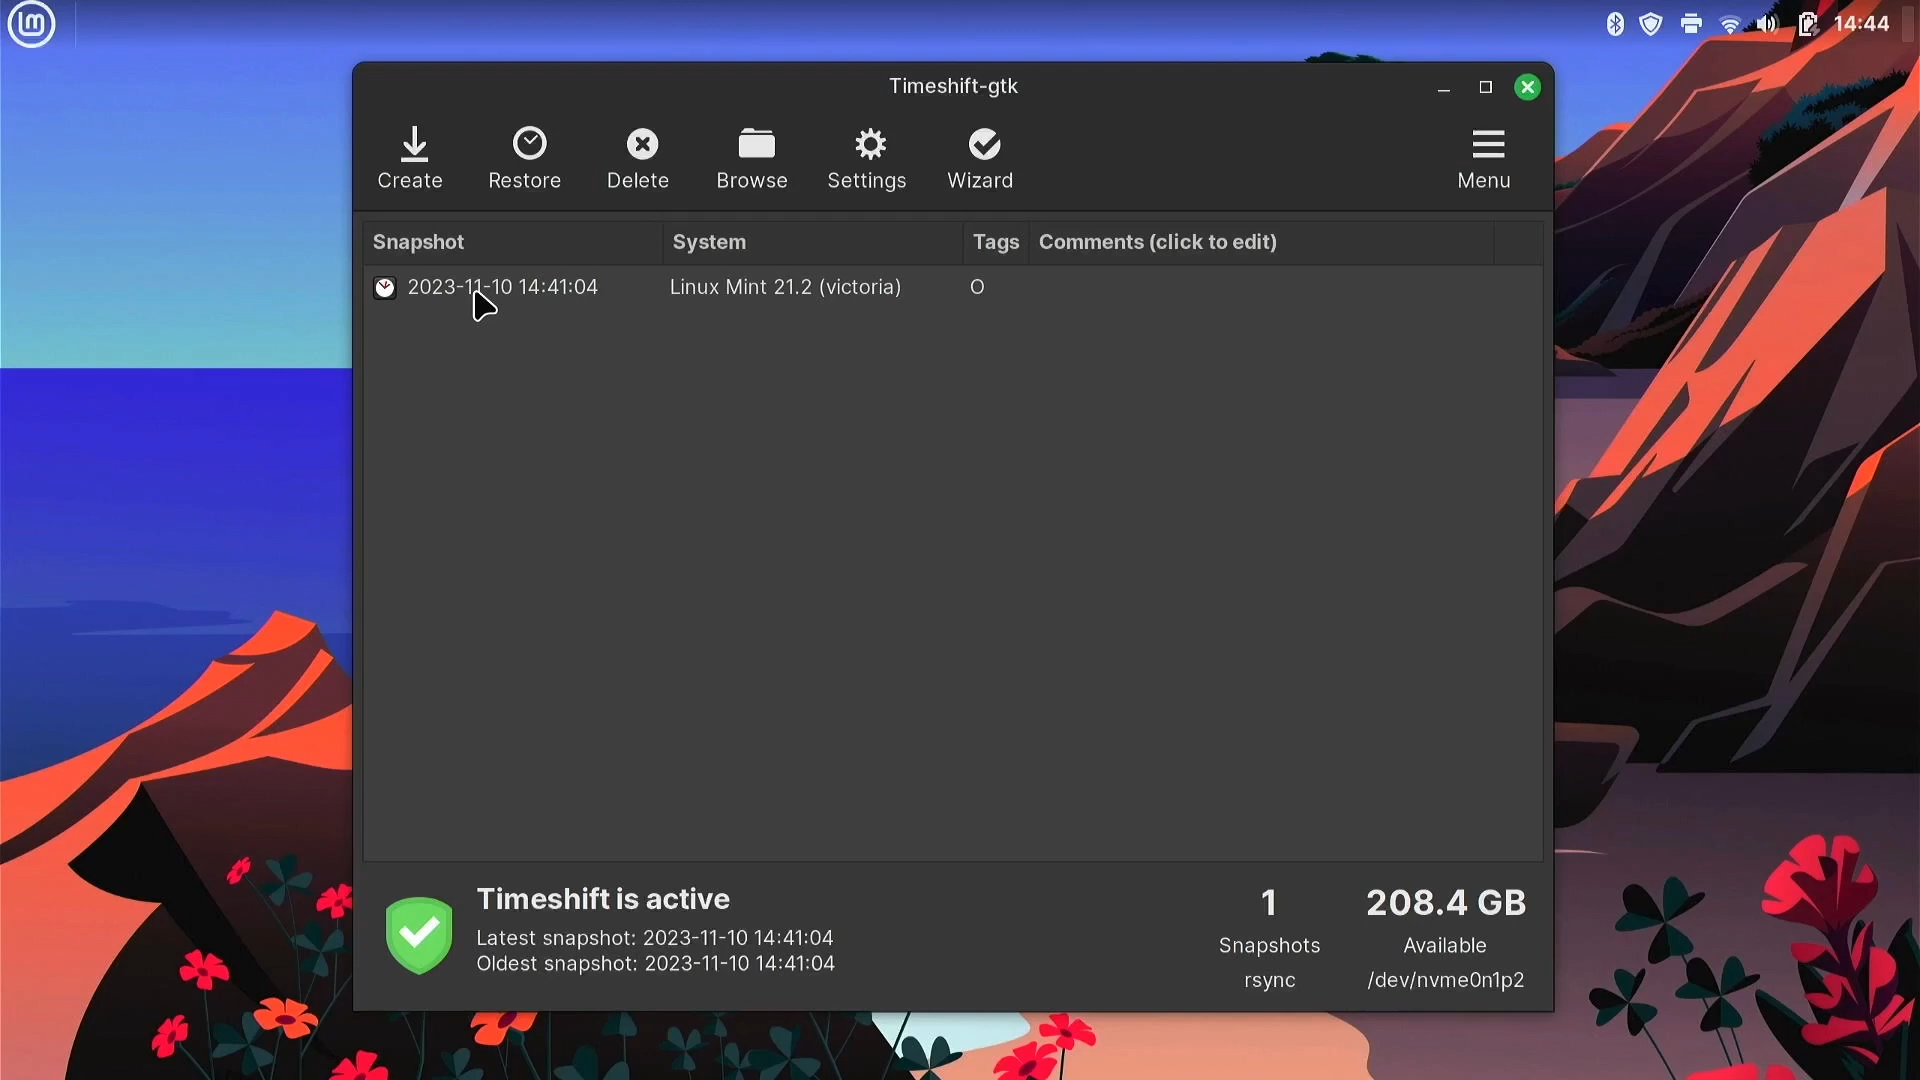 14:44
Timeshift-gtk
Create Restore Delete Browse Settings Wizard Menu
Snapshot System Tags Comments (click to edit)
2023-11-10 14:41:04 Linux Mint 21.2 (victoria) O
Timeshift is active 1 208.4 GB
Latest snapshot: 2023-11-10 14:41:04 Snapshots Available
Oldest snapshot: 2023-11-10 14:41:04 rsync /dev/nvme0n1p2